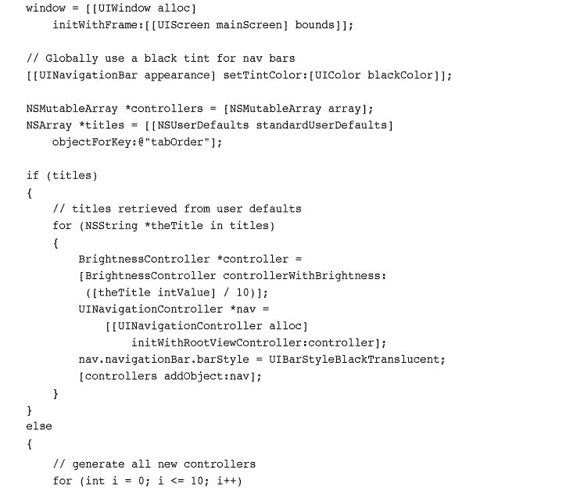 window = [[UIWindow alloc]
    initWithFrame:[[UIScreen mainScreen] bounds]];

// Globally use a black tint for nav bars
[[UINavigationBar appearance] setTintColor:[UIColor blackColor]];

NSMutableArray *controllers = [NSMutableArray array];
NSArray *titles = [[NSUserDefaults standardUserDefaults]
    objectForKey:@"tabOrder"];

if (titles)
{
    // titles retrieved from user defaults
    for (NSString *theTitle in titles)
    {
        BrightnessController *controller =
        [BrightnessController controllerWithBrightness:
         ([theTitle intValue] / 10)];
        UINavigationController *nav =
            [[UINavigationController alloc]
                initWithRootViewController:controller];
        nav.navigationBar.barStyle = UIBarStyleBlackTranslucent;
        [controllers addObject:nav];
    }
}
else
{
    // generate all new controllers
    for (int i = 0; i <= 10; i++)